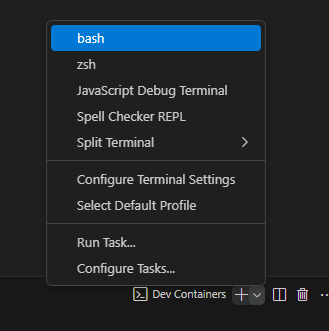 bash
zsh
JavaScript Debug Terminal
Spell Checker REPL
Split Terminal
Configure Terminal Settings
Select Default Profile
Run Task...
Configure Tasks...
Dev Containers